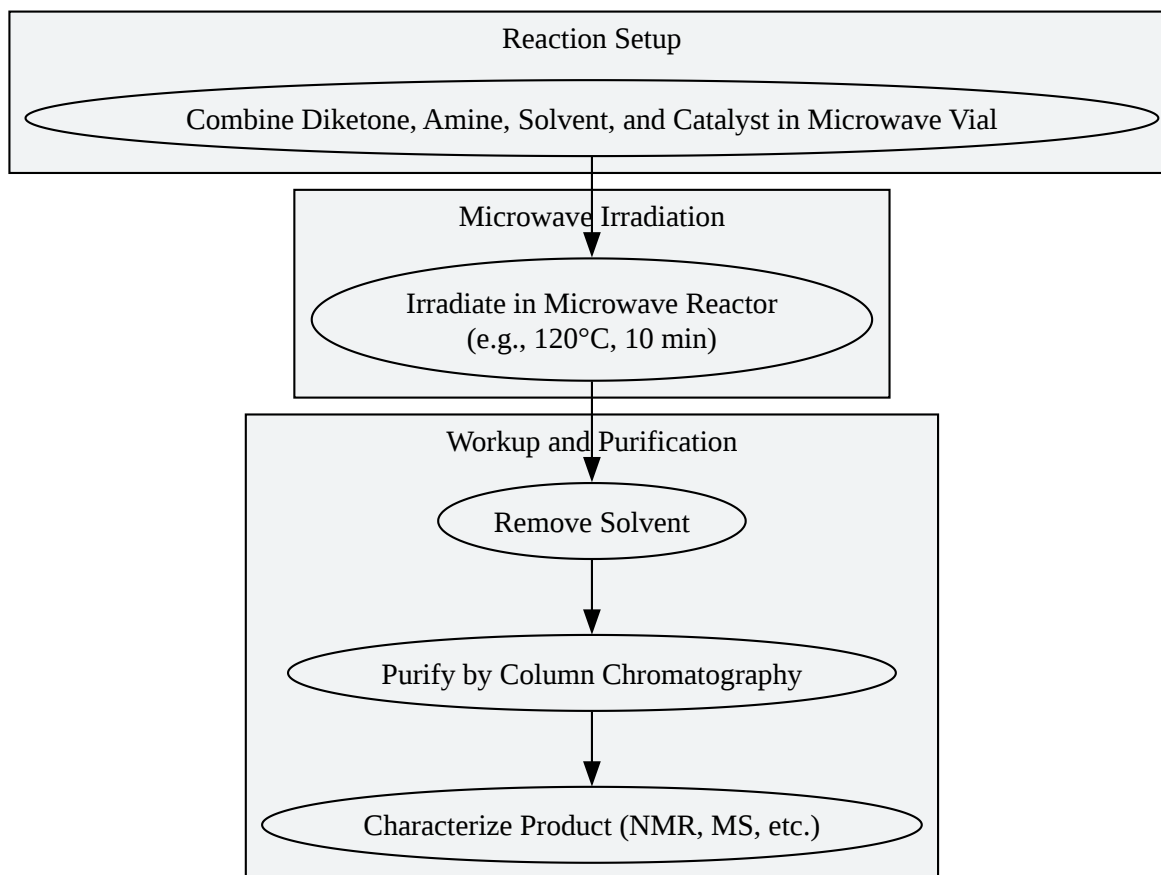 Reaction Setup
Combine Diketone, Amine, Solvent, and Catalyst in Microwave Vial
Microwave Irradiation
Irradiate in Microwave Reactor
(e.g., 120°C, 10 min)
Workup and Purification
Remove Solvent
Purify by Column Chromatography
Characterize Product (NMR, MS, etc.)